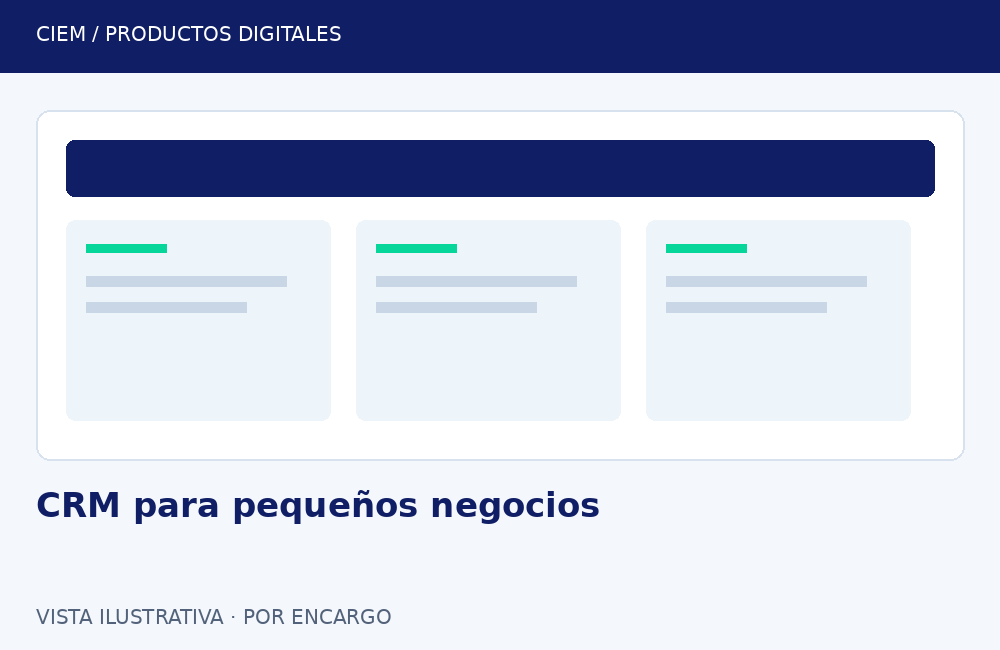 CIEM / PRODUCTOS DIGITALES
CRM para pequeños negocios
VISTA ILUSTRATIVA · POR ENCARGO